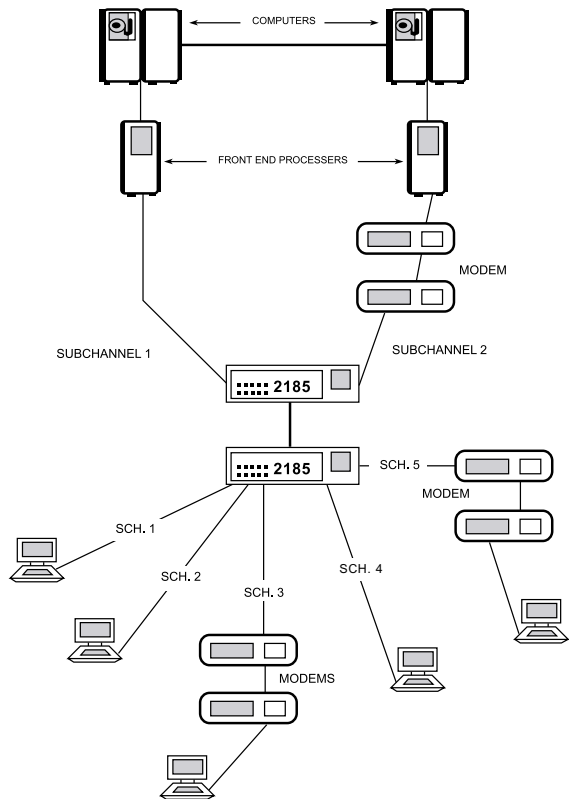 COMPUTERS
FRONT END PROCESSERS
MODEM
SUBCHANNEL 1
SUBCHANNEL 2
2185
2185
SCH. 5
MODEM
SCH. 1
SCH. 2
SCH. 3
SCH. 4
MODEMS